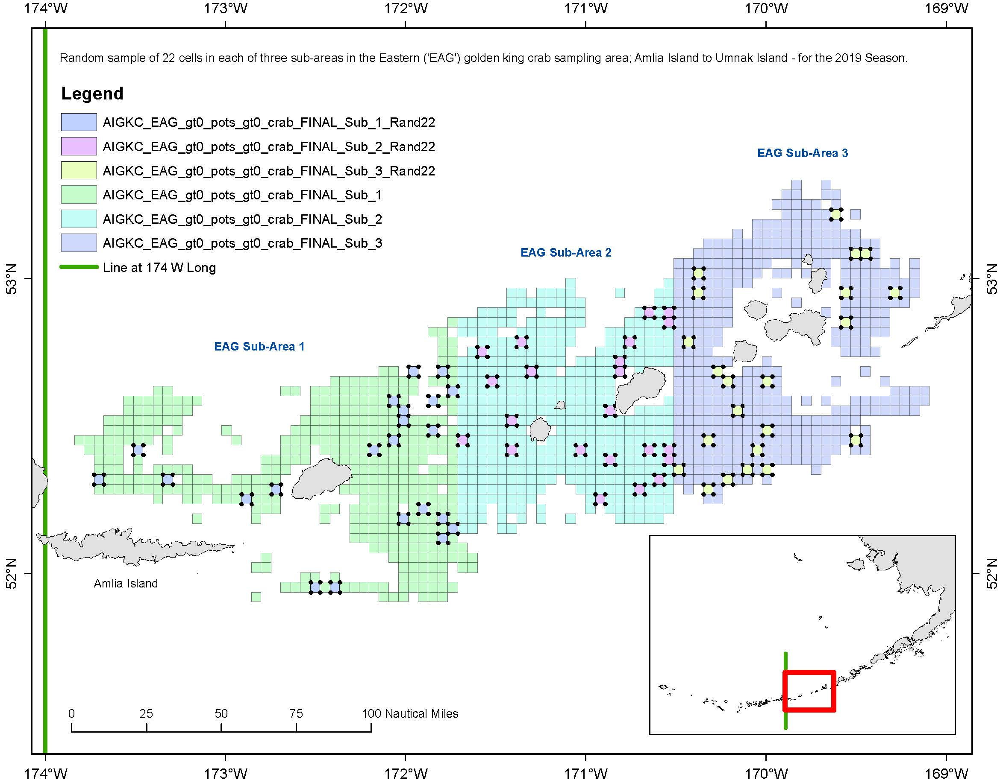 174°W 173°W 172°W 171°W 170°W 169°W
Random sample of 22 cells in each of three sub-areas in the Eastern ('EAG') golden king crab sampling area; Amlia Island to Umnak Island - for the 2019 Season.
Legend
AIGKC_EAG_gt0_pots_gt0_crab_FINAL_Sub_1_Rand22
AIGKC_EAG_gt0_pots_gt0_crab_FINAL_Sub_2_Rand22
AIGKC_EAG_gt0_pots_gt0_crab_FINAL_Sub_3_Rand22
AIGKC_EAG_gt0_pots_gt0_crab_FINAL_Sub_1
AIGKC_EAG_gt0_pots_gt0_crab_FINAL_Sub_2
AIGKC_EAG_gt0_pots_gt0_crab_FINAL_Sub_3
Line at 174 W Long
EAG Sub-Area 3
EAG Sub-Area 2
EAG Sub-Area 1
53°N 53°N
52°N 52°N
Amlia Island
0 25 50 75 100 Nautical Miles
174°W 173°W 172°W 171°W 170°W 169°W